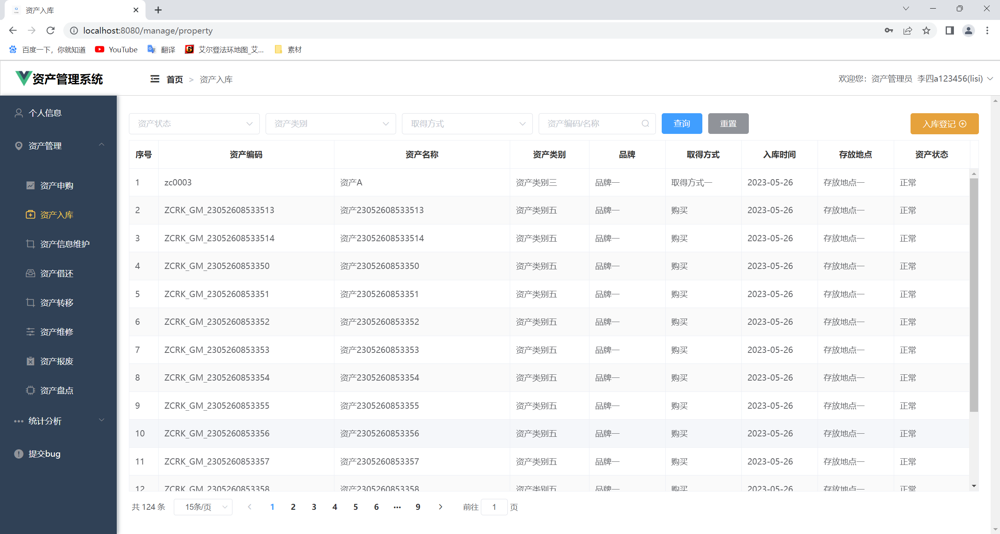 资产入库
localhost:8080/manage/property
百度一下，你就知道 YouTube 翻译 艾尔登法环地图_艾... 素材
资产管理系统 首页 > 资产入库 欢迎您：资产管理员 李四a123456(lisi)
个人信息
资产管理
资产申购
资产入库
资产信息维护
资产借还
资产转移
资产维修
资产报废
资产盘点
统计分析
提交bug
资产状态 资产类别 取得方式 资产编码/名称 查询 重置 入库登记
序号 资产编码 资产名称 资产类别 品牌 取得方式 入库时间 存放地点 资产状态
1 zc0003 资产A 资产类别三 品牌一 取得方式一 2023-05-26 存放地点一 正常
2 ZCRK_GM_23052608533513 资产23052608533513 资产类别五 品牌一 购买 2023-05-26 存放地点一 正常
3 ZCRK_GM_23052608533514 资产23052608533514 资产类别五 品牌一 购买 2023-05-26 存放地点一 正常
4 ZCRK_GM_2305260853350 资产2305260853350 资产类别五 品牌一 购买 2023-05-26 存放地点一 正常
5 ZCRK_GM_2305260853351 资产2305260853351 资产类别五 品牌一 购买 2023-05-26 存放地点一 正常
6 ZCRK_GM_2305260853352 资产2305260853352 资产类别五 品牌一 购买 2023-05-26 存放地点一 正常
7 ZCRK_GM_2305260853353 资产2305260853353 资产类别五 品牌一 购买 2023-05-26 存放地点一 正常
8 ZCRK_GM_2305260853354 资产2305260853354 资产类别五 品牌一 购买 2023-05-26 存放地点一 正常
9 ZCRK_GM_2305260853355 资产2305260853355 资产类别五 品牌一 购买 2023-05-26 存放地点一 正常
10 ZCRK_GM_2305260853356 资产2305260853356 资产类别五 品牌一 购买 2023-05-26 存放地点一 正常
11 ZCRK_GM_2305260853357 资产2305260853357 资产类别五 品牌一 购买 2023-05-26 存放地点一 正常
12 ZCRK_GM_2305260853358 资产2305260853358 资产类别五 品牌一 购买 2023-05-26 存放地点一 正常
共 124 条 15条/页 1 2 3 4 5 6 ... 9 前往 1 页